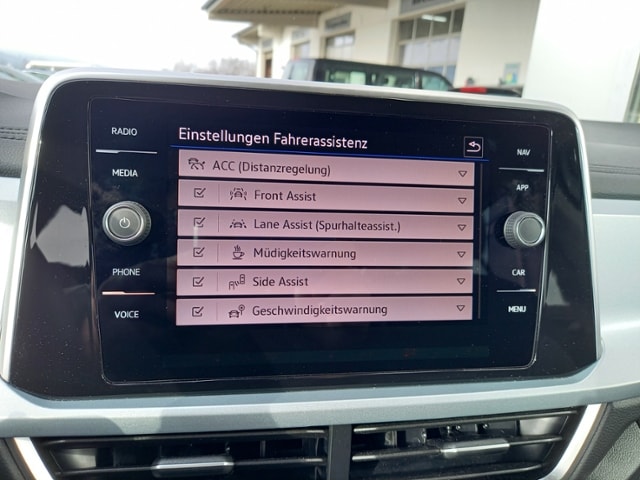 RADIO
MEDIA
PHONE
VOICE
Einstellungen Fahrerassistenz
ACC (Distanzregelung)
Front Assist
Lane Assist (Spurhalteassist.)
Müdigkeitswarnung
Side Assist
Geschwindigkeitswarnung
NAV
APP
CAR
MENU